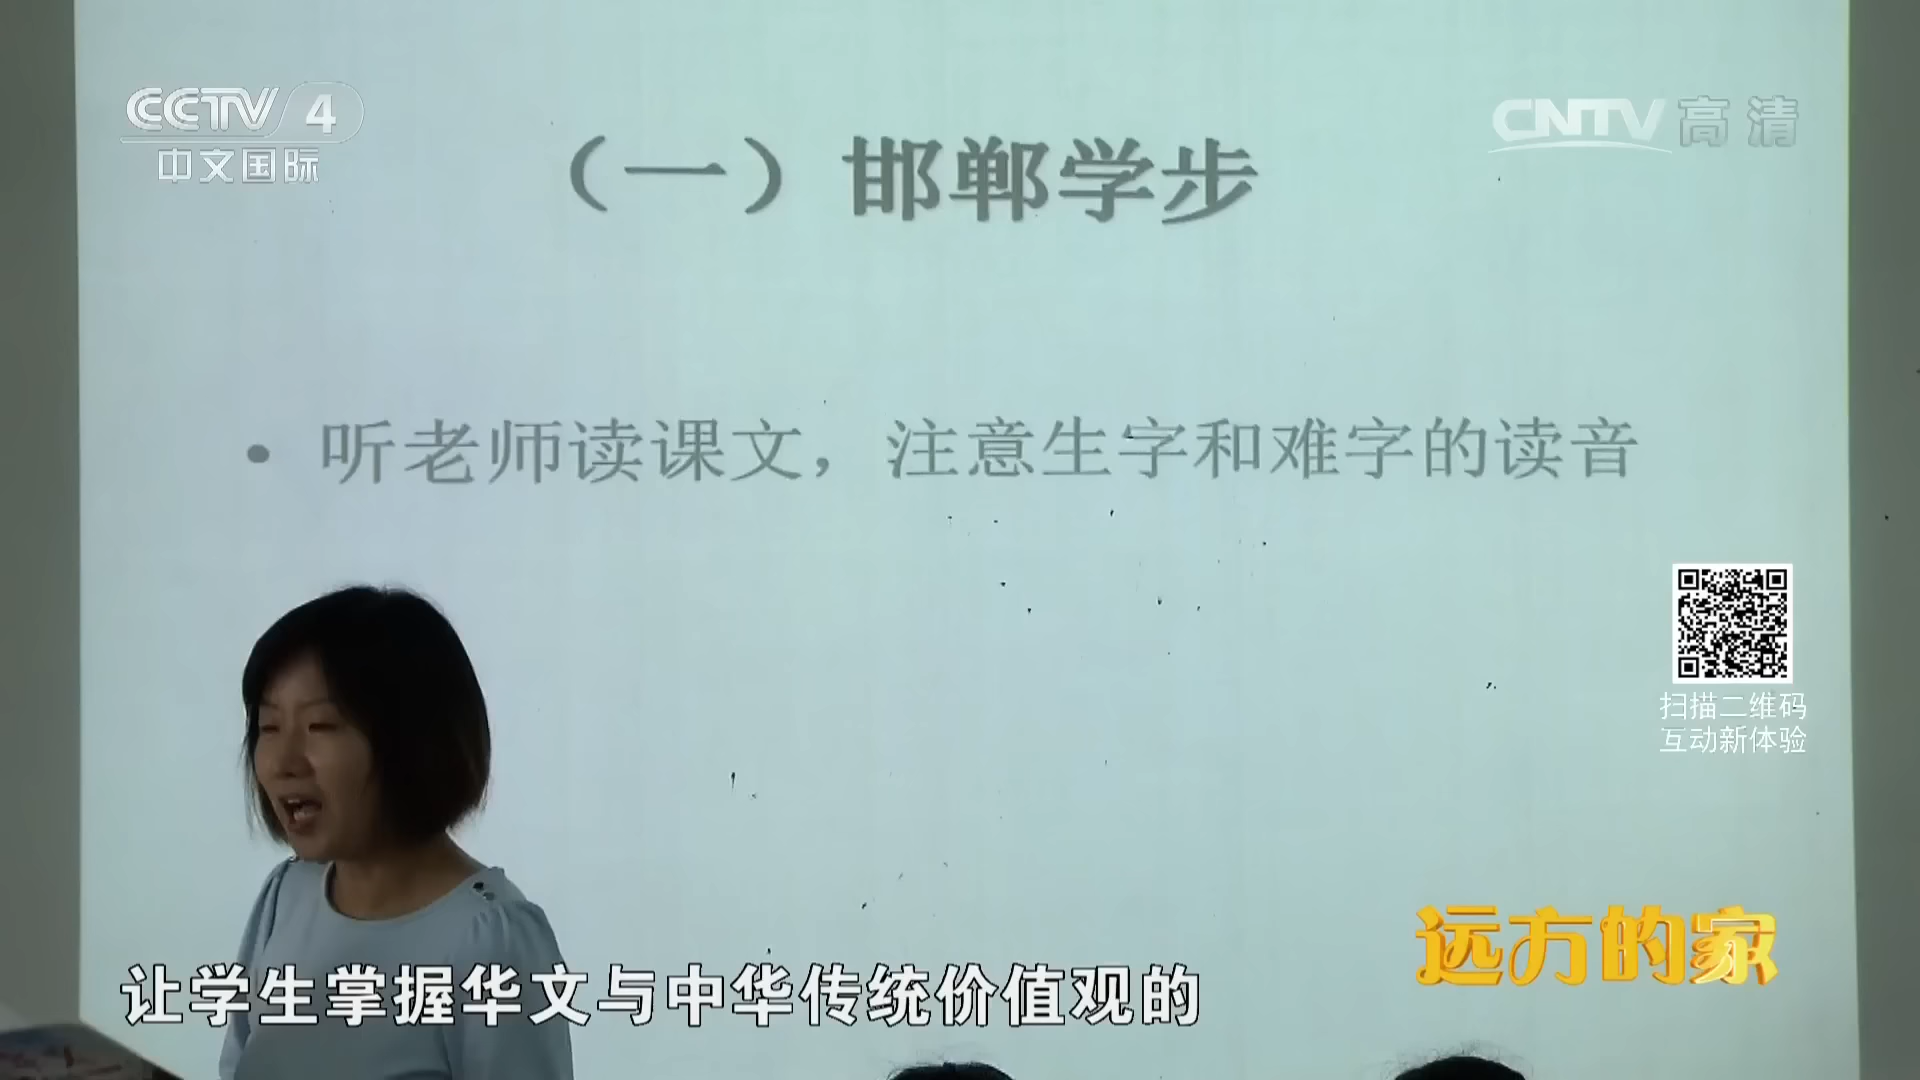 CCTV 4
中文国际
CNTV 高清
（一）邯郸学步
• 听老师读课文，注意生字和难字的读音
扫描二维码
互动新体验
远方的家
让学生掌握华文与中华传统价值观的